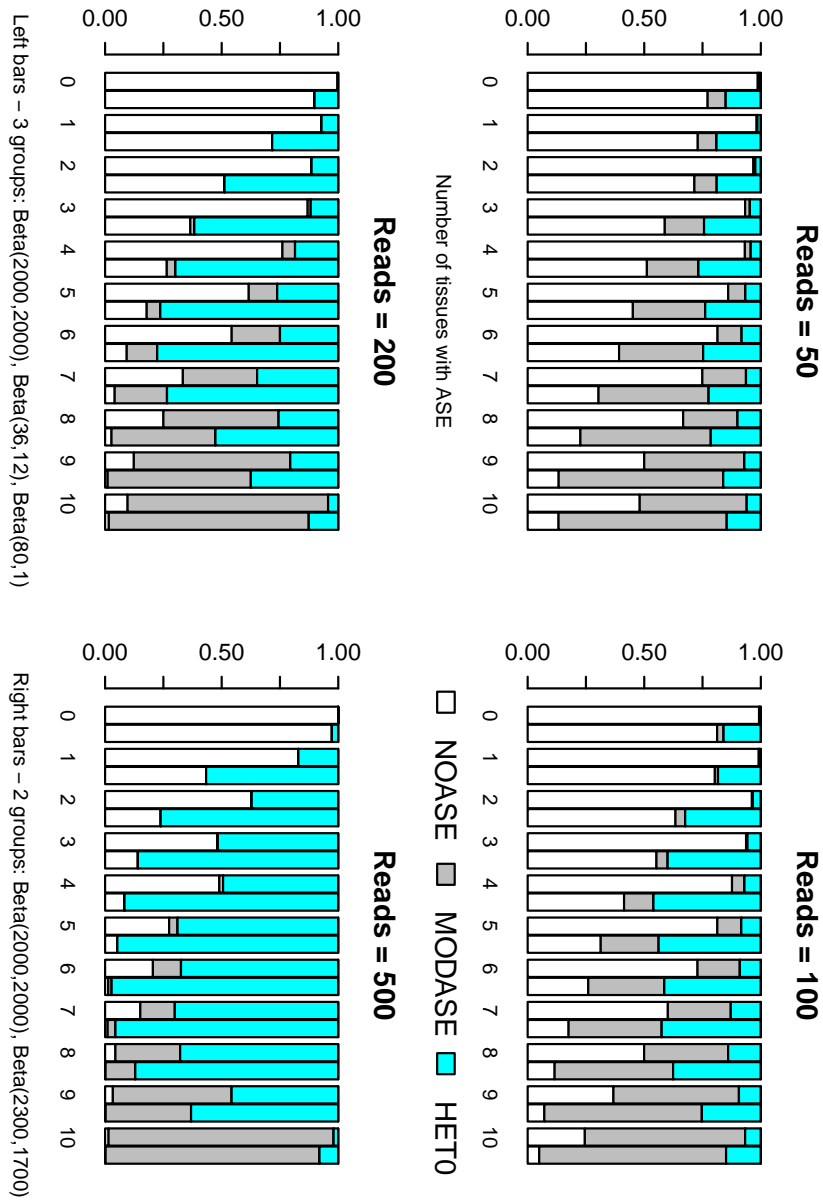 Reads = 50
0.00 0.50 1.00
0 1 2 3 4 5 6 7 8 9 10
Reads = 100
0.00 0.50 1.00
0 1 2 3 4 5 6 7 8 9 10
Number of tissues with ASE
NOASE MODASE HET0
Reads = 200
0.00 0.50 1.00
0 1 2 3 4 5 6 7 8 9 10
Reads = 500
0.00 0.50 1.00
0 1 2 3 4 5 6 7 8 9 10
Left bars − 3 groups: Beta(2000,2000), Beta(36,12), Beta(80,1)
Right bars − 2 groups: Beta(2000,2000), Beta(2300,1700)